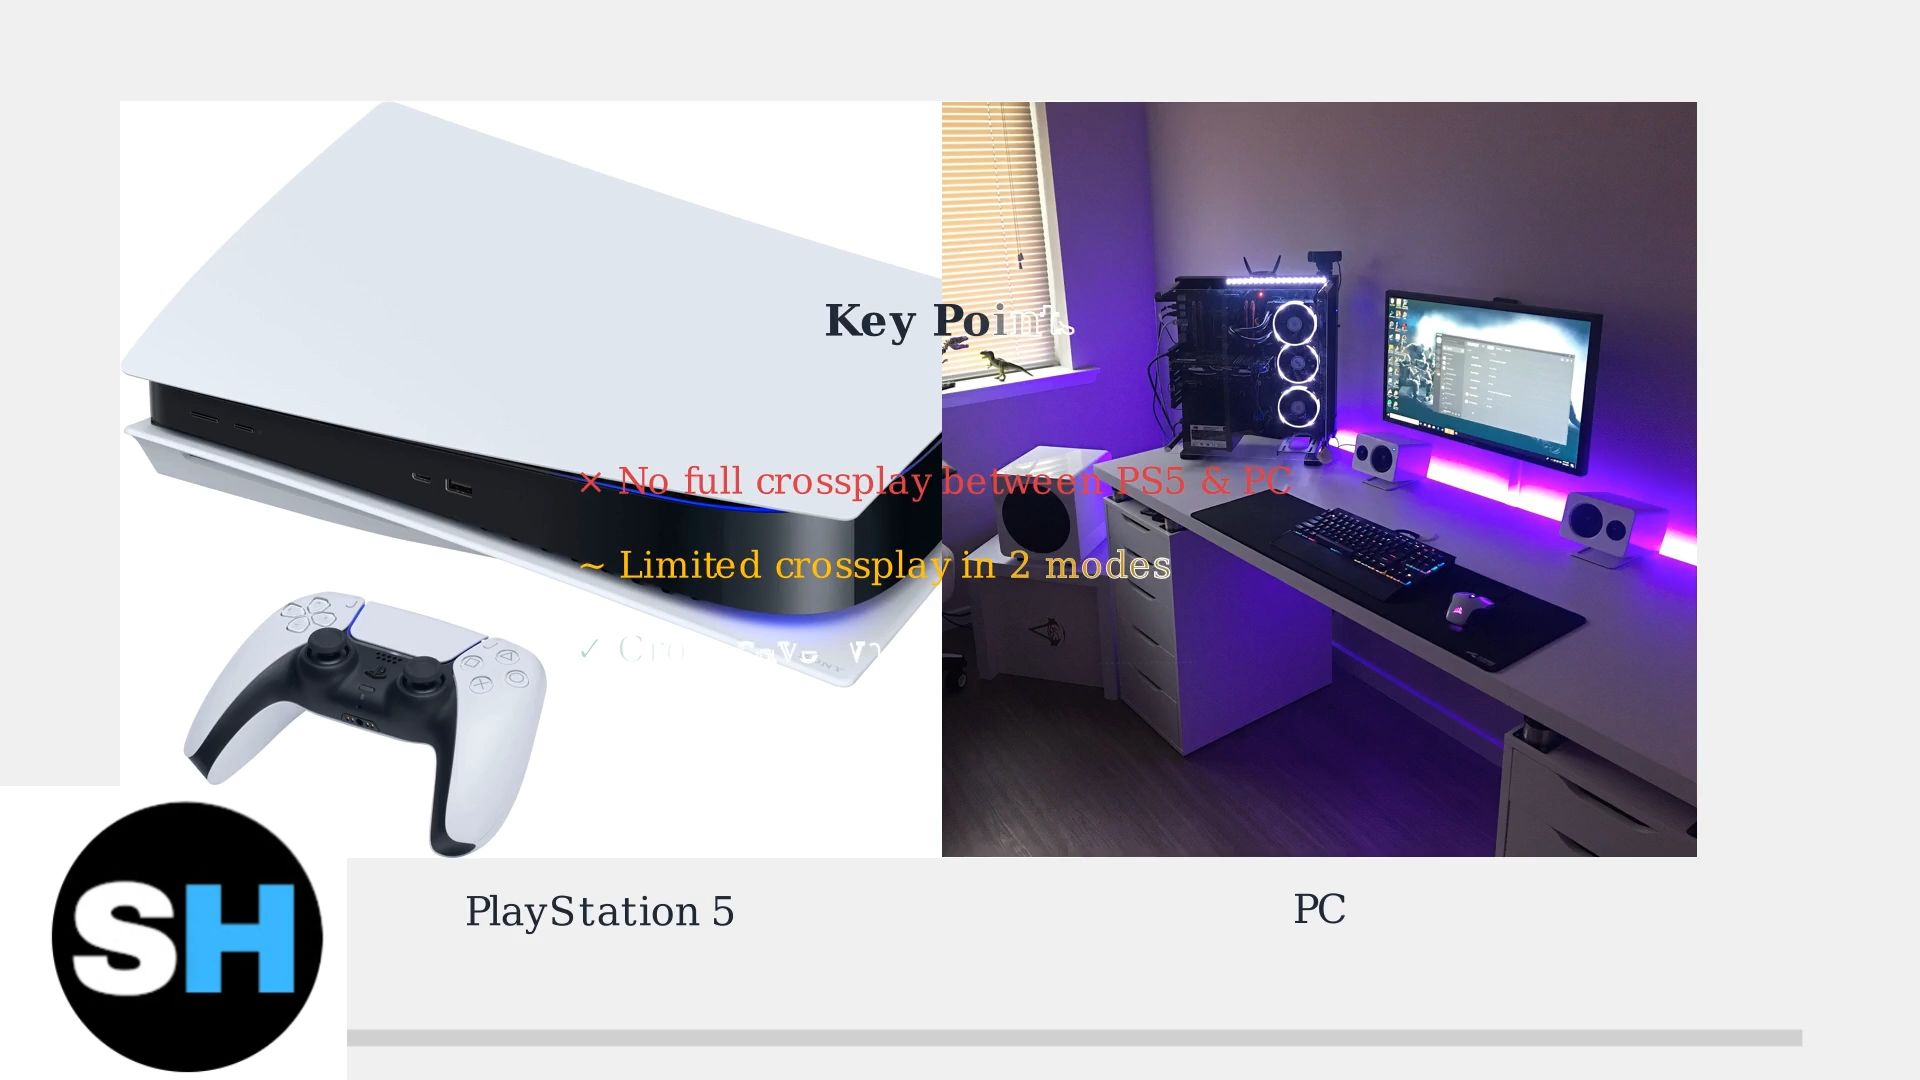 Key Points
× No full crossplay between PS5 & PC
~ Limited crossplay in 2 modes
✓
PlayStation 5
PC
SH